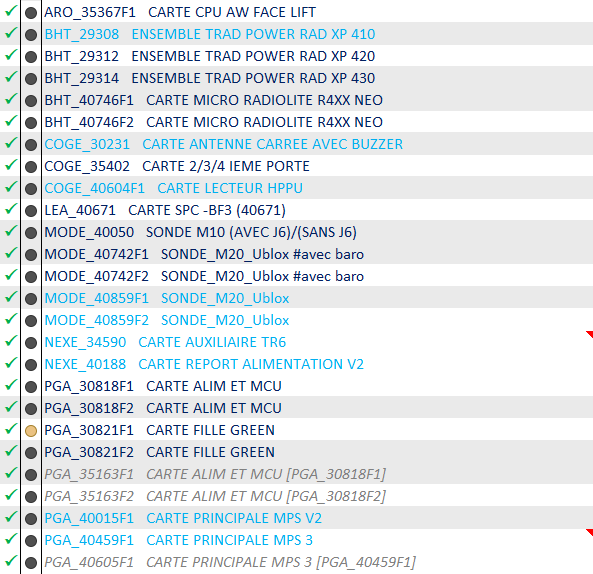 ARO_35367F1 CARTE CPU AW FACE LIFT
BHT_29308 ENSEMBLE TRAD POWER RAD XP 410
BHT_29312 ENSEMBLE TRAD POWER RAD XP 420
BHT_29314 ENSEMBLE TRAD POWER RAD XP 430
BHT_40746F1 CARTE MICRO RADIOLITE R4XX NEO
BHT_40746F2 CARTE MICRO RADIOLITE R4XX NEO
COGE_30231 CARTE ANTENNE CARREE AVEC BUZZER
COGE_35402 CARTE 2/3/4 IEME PORTE
COGE_40604F1 CARTE LECTEUR HPPU
LEA_40671 CARTE SPC -BF3 (40671)
MODE_40050 SONDE M10 (AVEC J6)/(SANS J6)
MODE_40742F1 SONDE_M20_Ublox #avec baro
MODE_40742F2 SONDE_M20_Ublox #avec baro
MODE_40859F1 SONDE_M20_Ublox
MODE_40859F2 SONDE_M20_Ublox
NEXE_34590 CARTE AUXILIAIRE TR6
NEXE_40188 CARTE REPORT ALIMENTATION V2
PGA_30818F1 CARTE ALIM ET MCU
PGA_30818F2 CARTE ALIM ET MCU
PGA_30821F1 CARTE FILLE GREEN
PGA_30821F2 CARTE FILLE GREEN
PGA_35163F1 CARTE ALIM ET MCU [PGA_30818F1]
PGA_35163F2 CARTE ALIM ET MCU [PGA_30818F2]
PGA_40015F1 CARTE PRINCIPALE MPS V2
PGA_40459F1 CARTE PRINCIPALE MPS 3
PGA_40605F1 CARTE PRINCIPALE MPS 3 [PGA_40459F1]